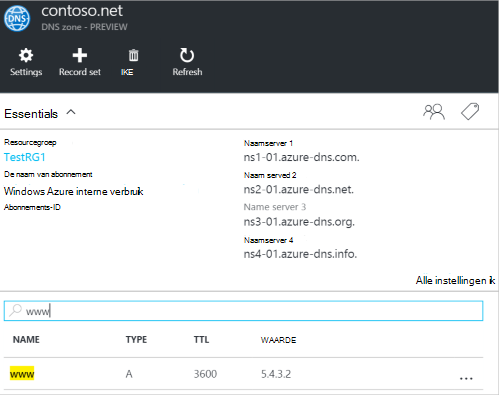 DNS
contoso.net
DNS zone - PREVIEW
Settings
Record set
IKE
Refresh
Essentials
Resourcegroep
TestRG1
De naam van abonnement
Windows Azure interne verbruik
Abonnements-ID
Naamserver 1
ns1-01.azure-dns.com.
Naam served 2
ns2-01.azure-dns.net.
Name server 3
ns3-01.azure-dns.org.
Naamserver 4
ns4-01.azure-dns.info.
Alle instellingen ik
www
NAME TYPE TTL WAARDE
www A 3600 5.4.3.2 ...